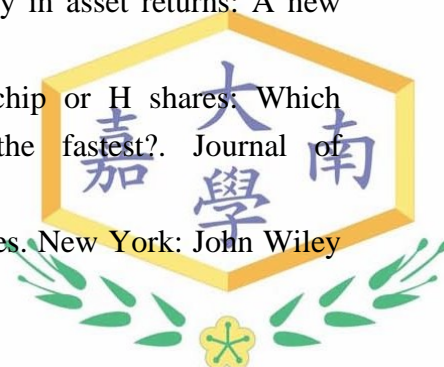 y in asset returns: A new
chip or H shares: Which
the fastest?. Journal of
es. New York: John Wiley
大
嘉 南
學